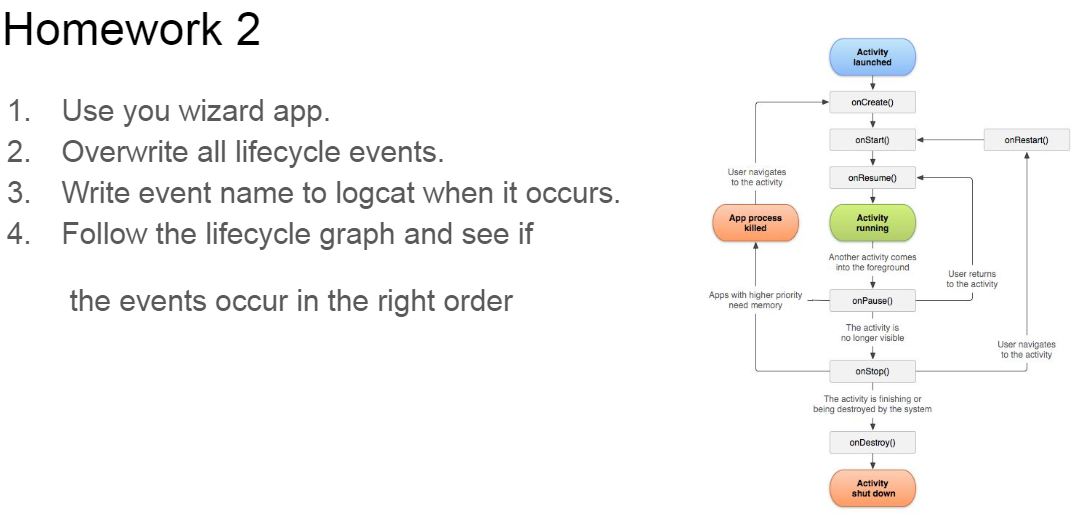 Homework 2
1. Use you wizard app.
2. Overwrite all lifecycle events.
3. Write event name to logcat when it occurs.
4. Follow the lifecycle graph and see if
the events occur in the right order
Activity
launched
onCreate()
onStart()
onRestart()
User navigates
to the activity
onResume()
App process
killed
Activity
running
Another activity comes
into the foreground
User returns
to the activity
Apps with higher priority
need memory
onPause()
The activity is
no longer visible
User navigates
to the activity
onStop()
The activity is finishing or
being destroyed by the system
onDestroy()
Activity
shut down